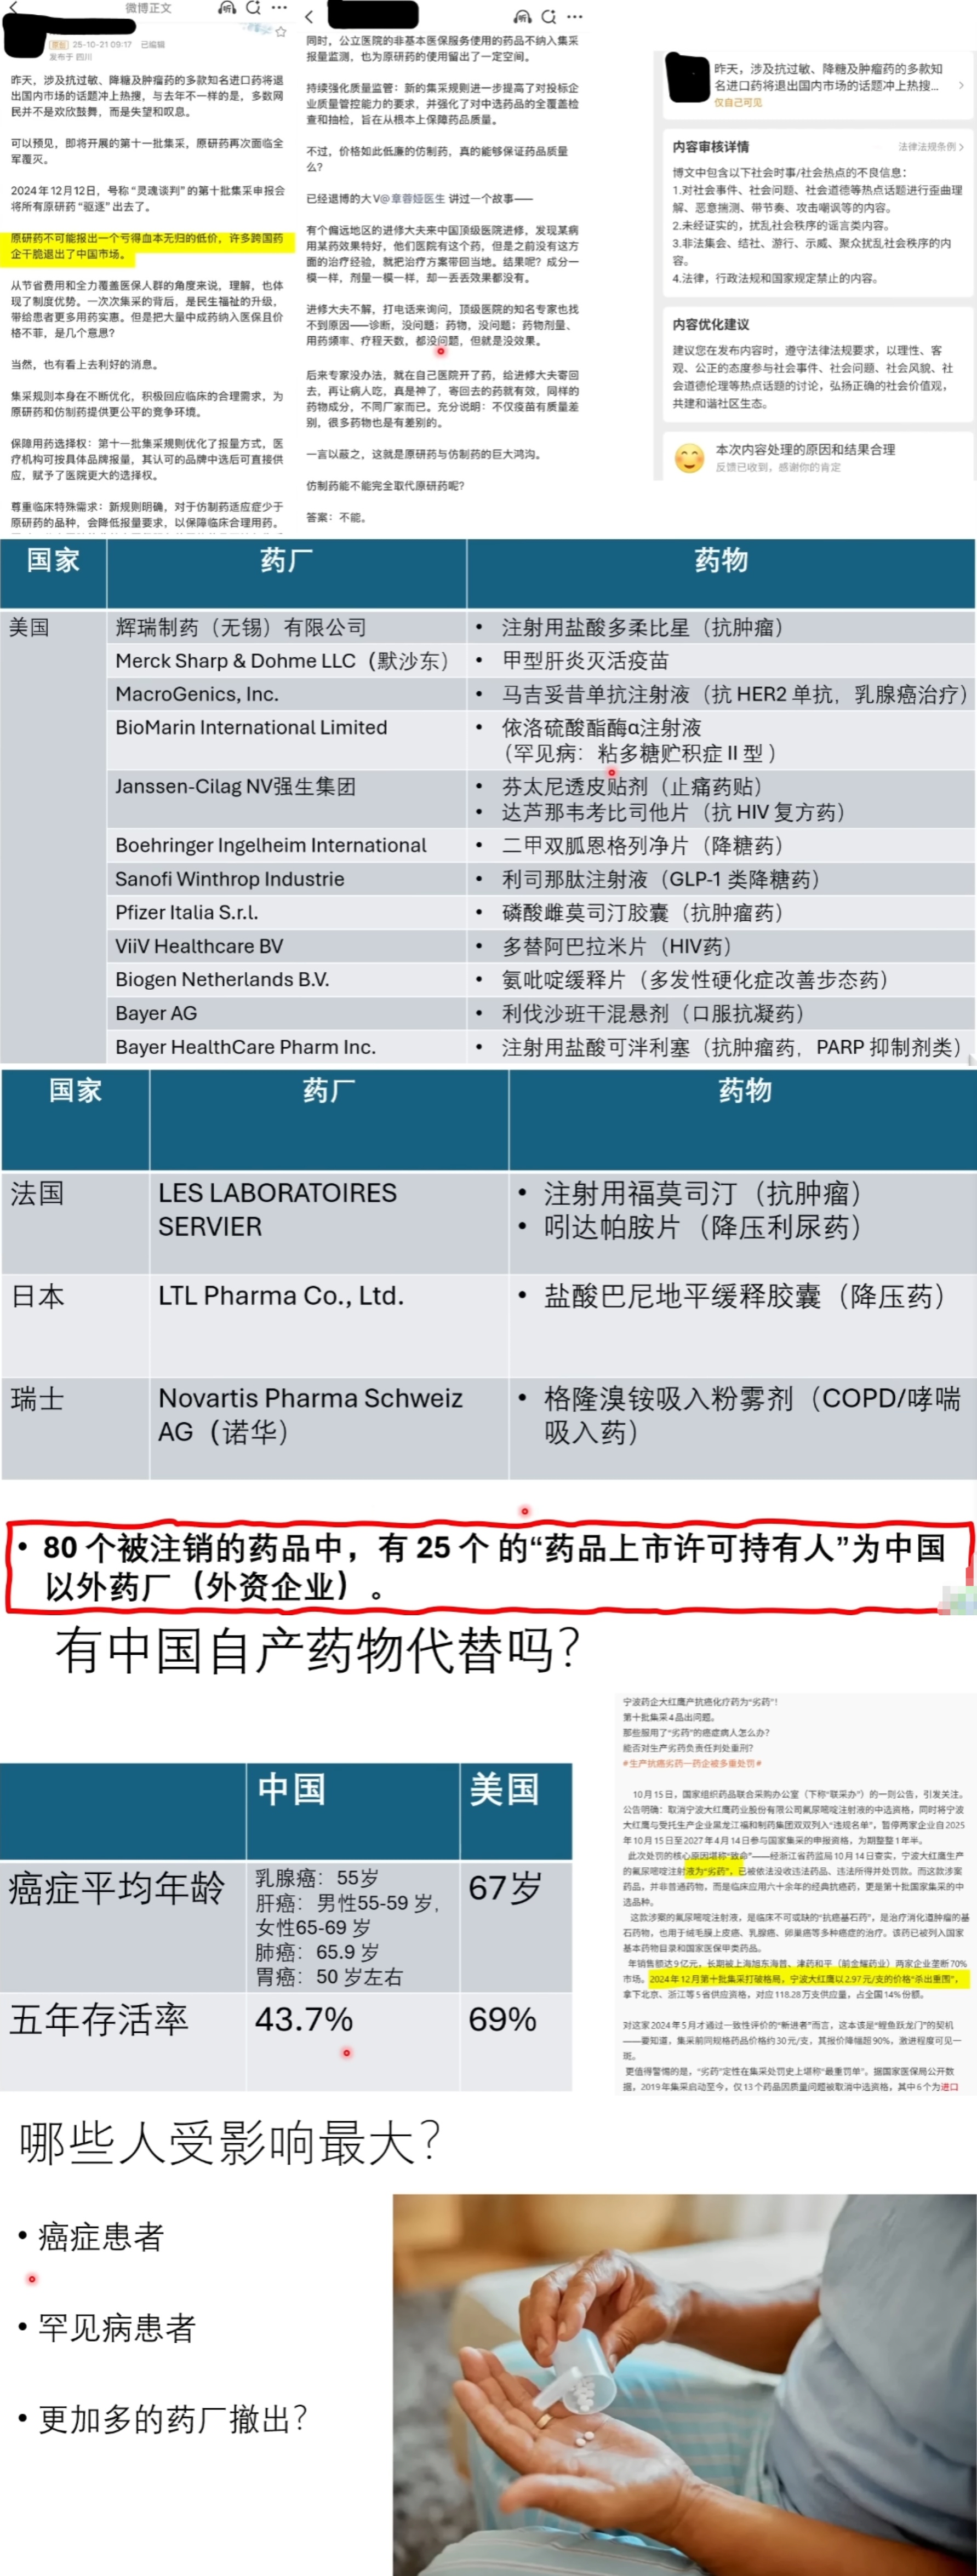 微博正文
原创 25-10-21 09:17 已编辑
发布于 四川
昨天，涉及抗过敏、降糖及肿瘤药的多款知名进口药将退
出国内市场的话题冲上热搜，与去年不一样的是，多数网
民并不是欢欣鼓舞，而是失望和叹息。
可以预见，即将开展的第十一批集采，原研药再次面临全
军覆灭。
2024年12月12日，号称“灵魂谈判”的第十批集采申报会
将所有原研药“驱逐”出去了。
原研药不可能报出一个亏得血本无归的低价，许多跨国药
企干脆退出了中国市场。
从节省费用和全力覆盖医保人群的角度来说，理解，也体
现了制度优势。一次次集采的背后，是民生福祉的升级，
带给患者更多用药实惠。但是把大量中成药纳入医保且价
格不菲，是几个意思？
当然，也有看上去利好的消息。
集采规则本身在不断优化，积极回应临床的合理需求，为
原研药和仿制药提供更公平的竞争环境。
保障用药选择权：第十一批集采规则优化了报量方式，医
疗机构可按具体品牌报量，其认可的品牌中选后可直接供
应，赋予了医院更大的选择权。
尊重临床特殊需求：新规则明确，对于仿制药适应症少于
原研药的品种，会降低报量要求，以保障临床合理用药。
同时，公立医院的非基本医保服务使用的药品不纳入集采
报量监测，也为原研药的使用留出了一定空间。
持续强化质量监管：新的集采规则进一步提高了对投标企
业质量管控能力的要求，并强化了对中选药品的全覆盖检
查和抽检，旨在从根本上保障药品质量。
不过，价格如此低廉的仿制药，真的能够保证药品质量
么？
已经退博的大V@章蓉娅医生 讲过一个故事——
有个偏远地区的进修大夫来中国顶级医院进修，发现某病
用某药效果特好，他们医院有这个药，但是之前没有这方
面的治疗经验，就把治疗方案带回当地。结果呢？成分一
模一样，剂量一模一样，却一丢丢效果都没有。
进修大夫不解，打电话来询问，顶级医院的知名专家也找
不到原因——诊断，没问题；药物，没问题；药物剂量、
用药频率、疗程天数，都没问题，但就是没效果。
后来专家没办法，就在自己医院开了药，给进修大夫寄回
去，再让病人吃，真是神了，寄回去的药就有效，同样的
药物成分，不同厂家而已。充分说明：不仅疫苗有质量差
别，很多药物也是有差别的。
一言以蔽之，这就是原研药与仿制药的巨大鸿沟。
仿制药能不能完全取代原研药呢？
答案：不能。
昨天，涉及抗过敏、降糖及肿瘤药的多款知
名进口药将退出国内市场的话题冲上热搜...
仅自己可见
内容审核详情 法律法规条例
博文中包含以下社会时事/社会热点的不良信息：
1.对社会事件、社会问题、社会道德等热点话题进行歪曲理
解、恶意揣测、带节奏、攻击嘲讽等的内容。
2.未经证实的，扰乱社会秩序的谣言类内容。
3.非法集会、结社、游行、示威、聚众扰乱社会秩序的内
容。
4.法律，行政法规和国家规定禁止的内容。
内容优化建议
建议您在发布内容时，遵守法律法规要求，以理性、客
观、公正的态度参与社会事件、社会问题、社会风貌、社
会道德伦理等热点话题的讨论，弘扬正确的社会价值观，
共建和谐社区生态。
本次内容处理的原因和结果合理
反馈已收到，感谢你的肯定
国家 药厂 药物
美国 辉瑞制药（无锡）有限公司 • 注射用盐酸多柔比星（抗肿瘤）
Merck Sharp & Dohme LLC（默沙东） • 甲型肝炎灭活疫苗
MacroGenics, Inc. • 马吉妥昔单抗注射液（抗 HER2 单抗，乳腺癌治疗）
BioMarin International Limited • 依洛硫酸酯酶α注射液
（罕见病：粘多糖贮积症 II 型 ）
Janssen-Cilag NV强生集团 • 芬太尼透皮贴剂（止痛药贴）
• 达芦那韦考比司他片（抗 HIV 复方药）
Boehringer Ingelheim International • 二甲双胍恩格列净片（降糖药）
Sanofi Winthrop Industrie • 利司那肽注射液（GLP-1 类降糖药）
Pfizer Italia S.r.l. • 磷酸雌莫司汀胶囊（抗肿瘤药）
ViiV Healthcare BV • 多替阿巴拉米片（HIV药）
Biogen Netherlands B.V. • 氨吡啶缓释片（多发性硬化症改善步态药）
Bayer AG • 利伐沙班干混悬剂（口服抗凝药）
Bayer HealthCare Pharm Inc. • 注射用盐酸可泮利塞（抗肿瘤药，PARP 抑制剂类）
国家 药厂 药物
法国 LES LABORATOIRES • 注射用福莫司汀（抗肿瘤）
SERVIER • 吲达帕胺片（降压利尿药）
日本 LTL Pharma Co., Ltd. • 盐酸巴尼地平缓释胶囊（降压药）
瑞士 Novartis Pharma Schweiz • 格隆溴铵吸入粉雾剂（COPD/哮喘
AG（诺华） 吸入药）
• 80 个被注销的药品中，有 25 个 的“药品上市许可持有人”为中国
以外药厂（外资企业）。
有中国自产药物代替吗？
中国 美国
癌症平均年龄 乳腺癌：55岁 67岁
肝癌：男性55-59 岁，
女性65-69 岁
肺癌：65.9 岁
胃癌：50 岁左右
五年存活率 43.7% 69%
宁波药企大红鹰产抗癌化疗药为“劣药”！
第十批集采4品出问题。
那些服用了“劣药”的癌症病人怎么办？
能否对生产劣药负责任判处重刑？
#生产抗癌劣药一药企被多重处罚#
10月15日，国家组织药品联合采购办公室（下称“联采办”）的一则公告，引发关注。
公告明确：取消宁波大红鹰药业股份有限公司氟尿嘧啶注射液的中选资格，同时将宁波
大红鹰与受托生产企业黑龙江福和制药集团双双列入“违规名单”，暂停两家企业自2025
年10月15日至2027年4月14日参与国家集采的申报资格，为期整整1年半。
此次处罚的核心原因堪称“致命”——经浙江省药监局10月14日查实，宁波大红鹰生产
的氟尿嘧啶注射液为“劣药”，已被依法没收违法药品、违法所得并处罚款。而这款涉案
药品，并非普通药物，而是临床应用六十余年的经典抗癌药，更是第十批国家集采的中
选品种。
这款涉案的氟尿嘧啶注射液，是临床不可或缺的“抗癌基石药”，是治疗消化道肿瘤的基
石药物，也用于绒毛膜上皮癌、乳腺癌、卵巢癌等多种癌症的治疗。该药已被列入国家
基本药物目录和国家医保甲类药品。
年销售额达9亿元，长期被上海旭东海普、津药和平（前金耀药业）两家企业垄断70%
市场。2024年12月第十批集采打破格局，宁波大红鹰以2.97元/支的价格“杀出重围”，
拿下北京、浙江等5省供应资格，对应118.28万支供应量，占全国14%份额。
对这家2024年5月才通过一致性评价的“新进者”而言，这本该是“鲤鱼跃龙门”的契机
——要知道，集采前同规格药品价格约30元/支，其报价降幅超90%，激进程度可见一
斑。
更值得警惕的是，“劣药”定性在集采处罚史上堪称“最重罚单”。据国家医保局公开数
据，2019年集采启动至今，仅13个药品因质量问题被取消中选资格，其中6个为进口
哪些人受影响最大？
• 癌症患者
• 罕见病患者
• 更加多的药厂撤出？